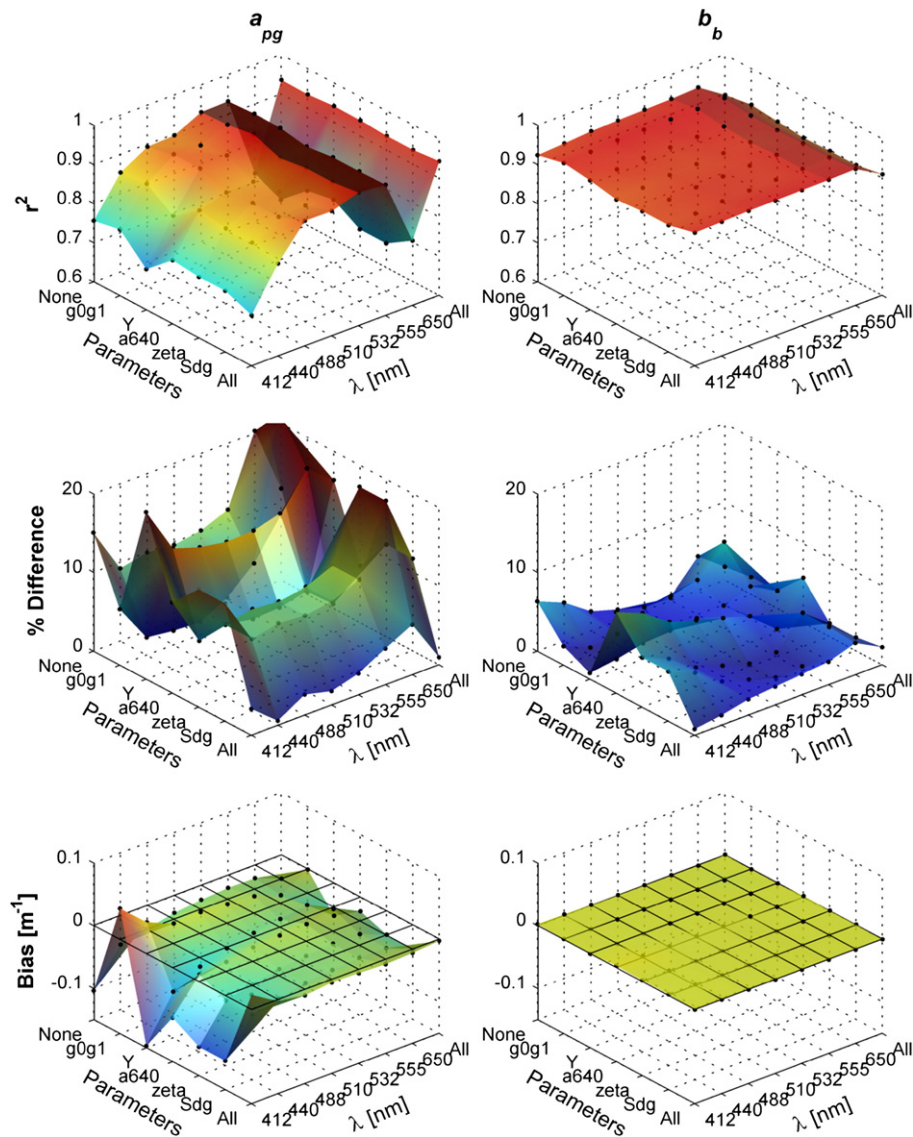 a_pg
b_b
r²
1
0.9
0.8
0.7
0.6
None
g0g1
Y
a640
zeta
Sdg
All
Parameters
412
440
488
510
532
555
650
All
λ [nm]
1
0.9
0.8
0.7
0.6
None
g0g1
Y
a640
zeta
Sdg
All
Parameters
412
440
488
510
532
555
650
All
λ [nm]
% Difference
20
10
0
None
g0g1
Y
a640
zeta
Sdg
All
Parameters
412
440
488
510
532
555
650
All
λ [nm]
20
10
0
None
g0g1
Y
a640
zeta
Sdg
All
Parameters
412
440
488
510
532
555
650
All
λ [nm]
Bias [m⁻¹]
0.1
0
-0.1
None
g0g1
Y
a640
zeta
Sdg
All
Parameters
412
440
488
510
532
555
650
All
λ [nm]
0.1
0
-0.1
None
g0g1
Y
a640
zeta
Sdg
All
Parameters
412
440
488
510
532
555
650
All
λ [nm]